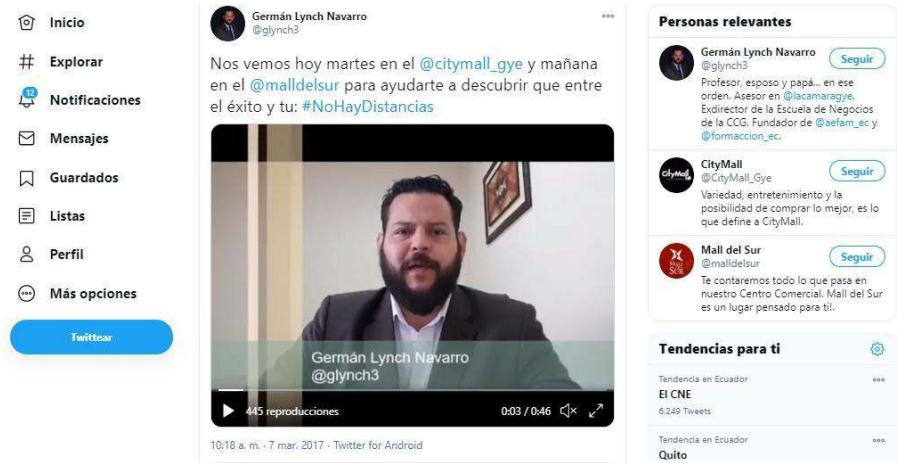 Inicio
Explorar
12
Notificaciones
Mensajes
Guardados
Listas
Perfil
Más opciones
Twittear
Germán Lynch Navarro
@glynch3
Nos vemos hoy martes en el @citymall_gye y mañana
en el @malldelsur para ayudarte a descubrir que entre
el éxito y tu: #NoHayDistancias
Germán Lynch Navarro
@glynch3
445 reproducciones
0:03 / 0:46
10:18 a. m. · 7 mar. 2017 · Twitter for Android
Personas relevantes
Germán Lynch Navarro
@glynch3
Seguir
Profesor, esposo y papá... en ese
orden. Asesor en @lacamaragye.
Exdirector de la Escuela de Negocios
de la CCG. Fundador de @aefam_ec y
@formaccion_ec.
CityMall
CityMall
@CityMall_Gye
Seguir
Variedad, entretenimiento y la
posibilidad de comprar lo mejor, es lo
que define a CityMall.
MALL DEL SUR
Mall del Sur
@malldelsur
Seguir
Te contaremos todo lo que pasa en
nuestro Centro Comercial. Mall del Sur
es un lugar pensado para ti!.
Tendencias para ti
Tendencia en Ecuador
El CNE
6.249 Tweets
Tendencia en Ecuador
Quito